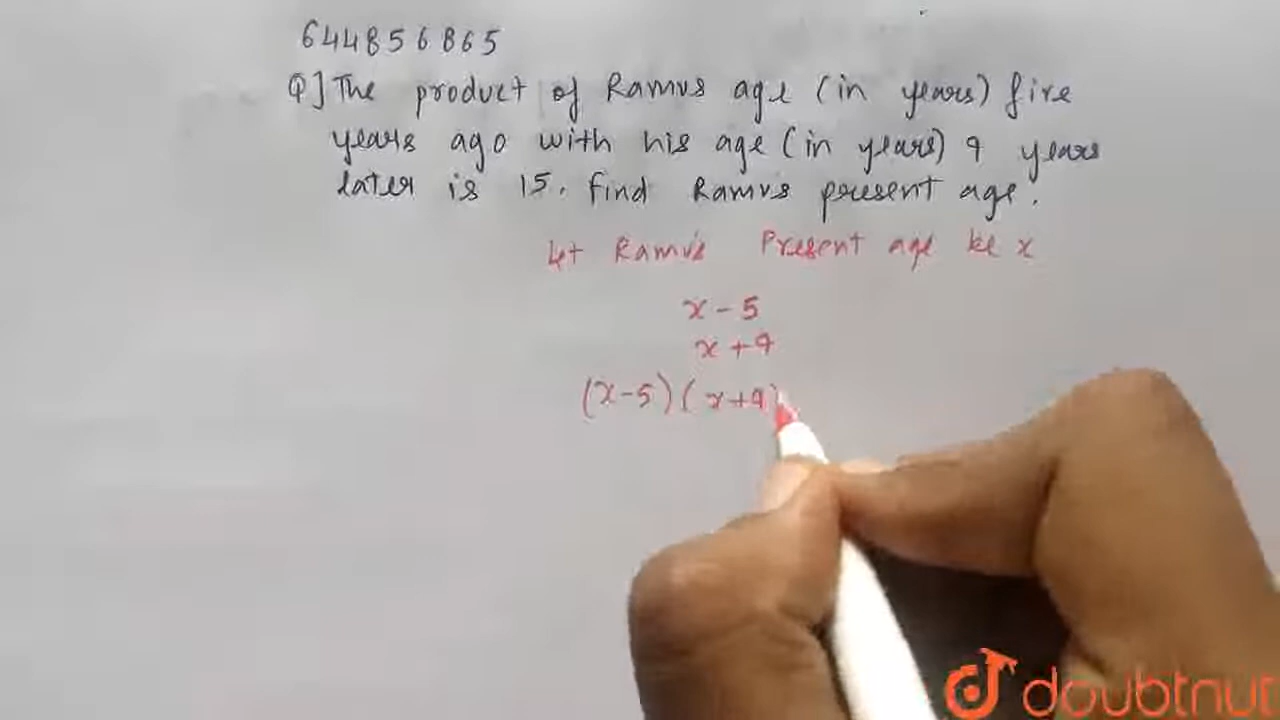 644856865
Q] The product of Ramus age (in years) five
years ago with his age (in years) 9 years
later is 15. find Ramus present age.
let Ramu's Present age be x
x - 5
x + 9
(x-5) (x+9)
doubtnut